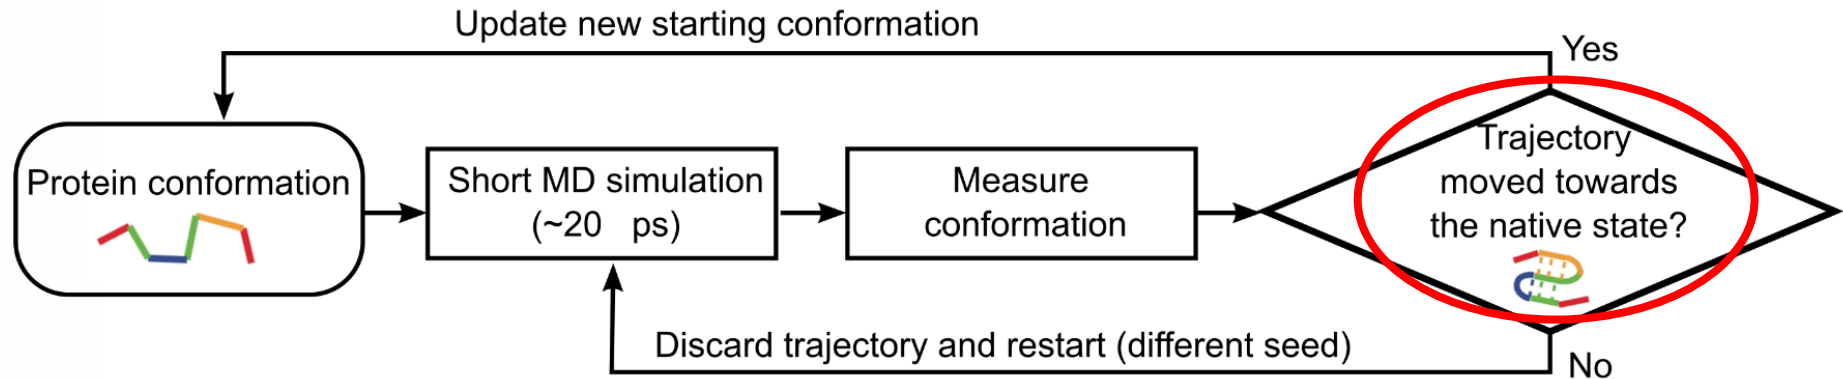 Update new starting conformation
Yes
Protein conformation
Short MD simulation
(~20 ps)
Measure
conformation
Trajectory
moved towards
the native state?
Discard trajectory and restart (different seed)
No